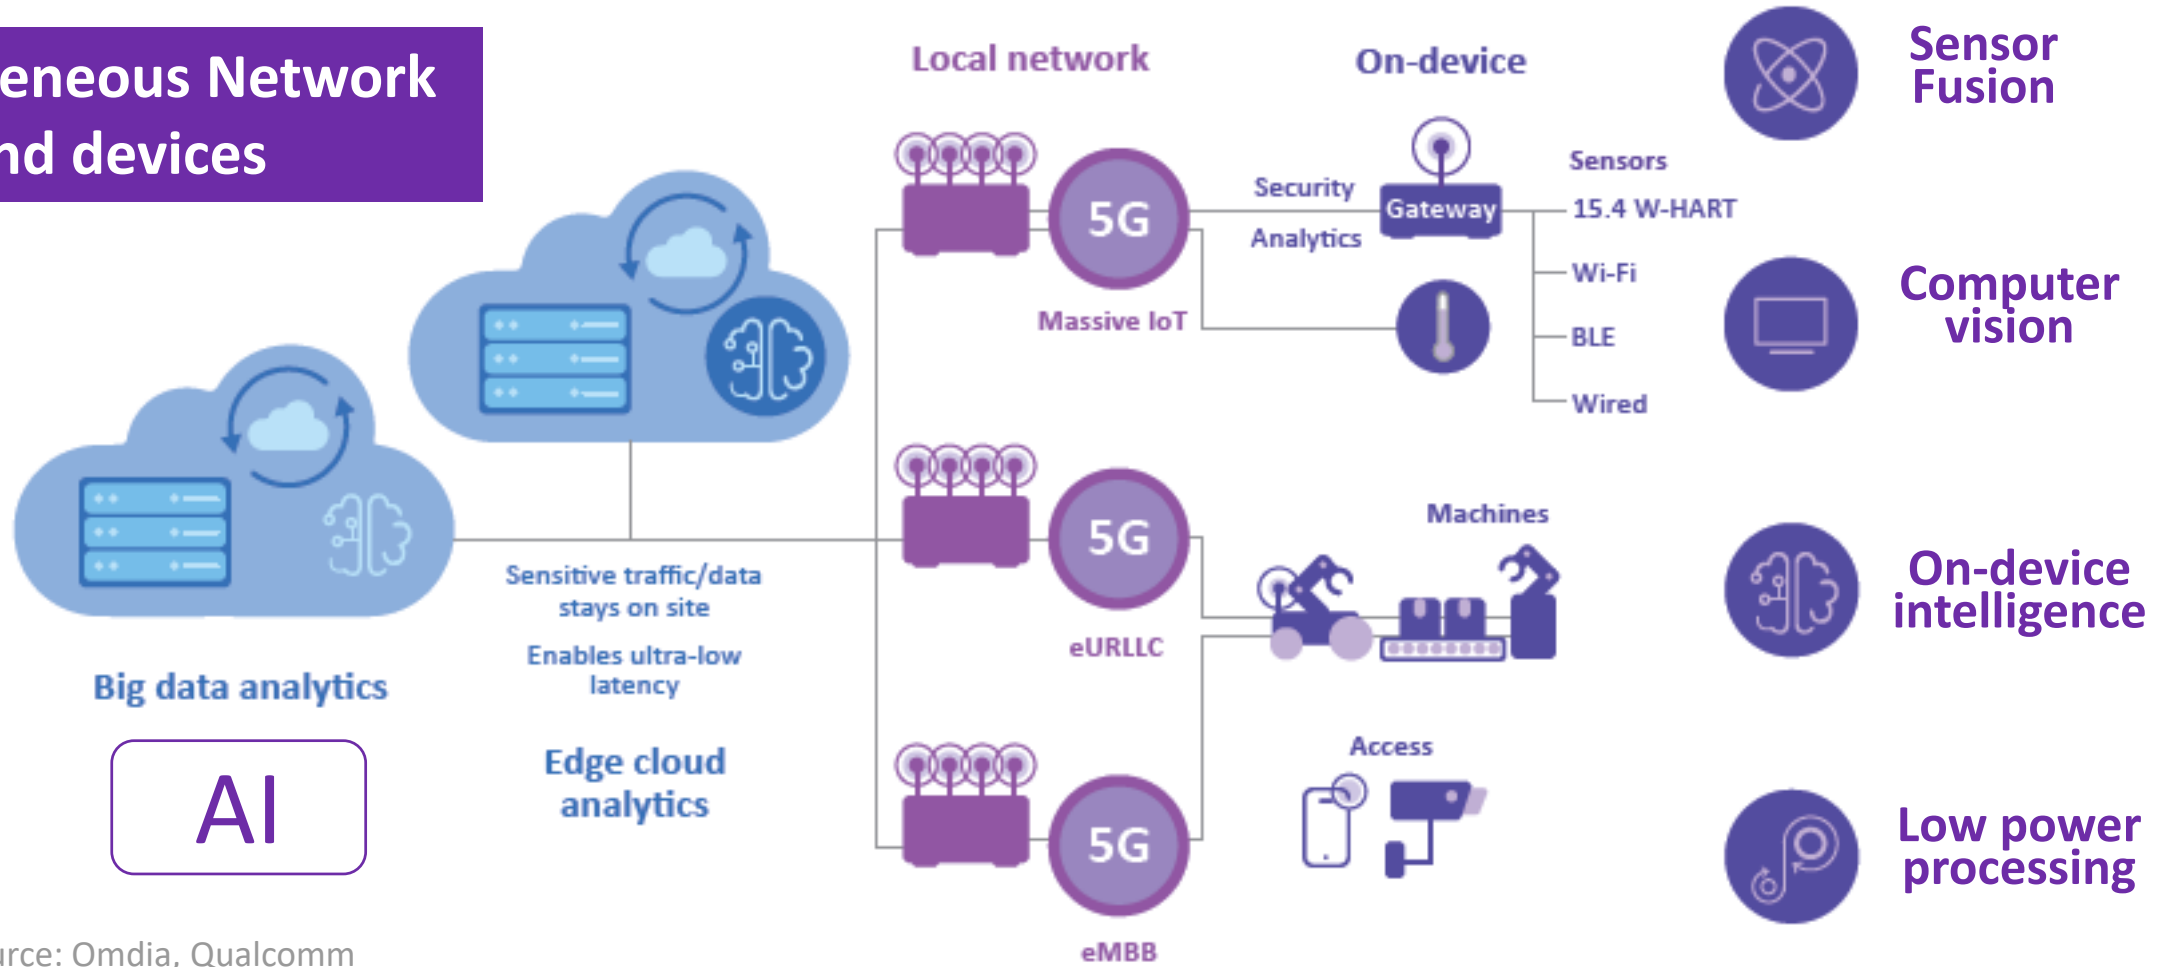 eneous Network
nd devices
Local network
On-device
Sensor
Fusion
5G
Massive IoT
Security
Analytics
Gateway
Sensors
15.4 W-HART
Wi-Fi
BLE
Wired
Computer
vision
Sensitive traffic/data
stays on site
Enables ultra-low
latency
Big data analytics
AI
Edge cloud
analytics
5G
eURLLC
Machines
On-device
intelligence
5G
eMBB
Access
Low power
processing
urce: Omdia, Qualcomm